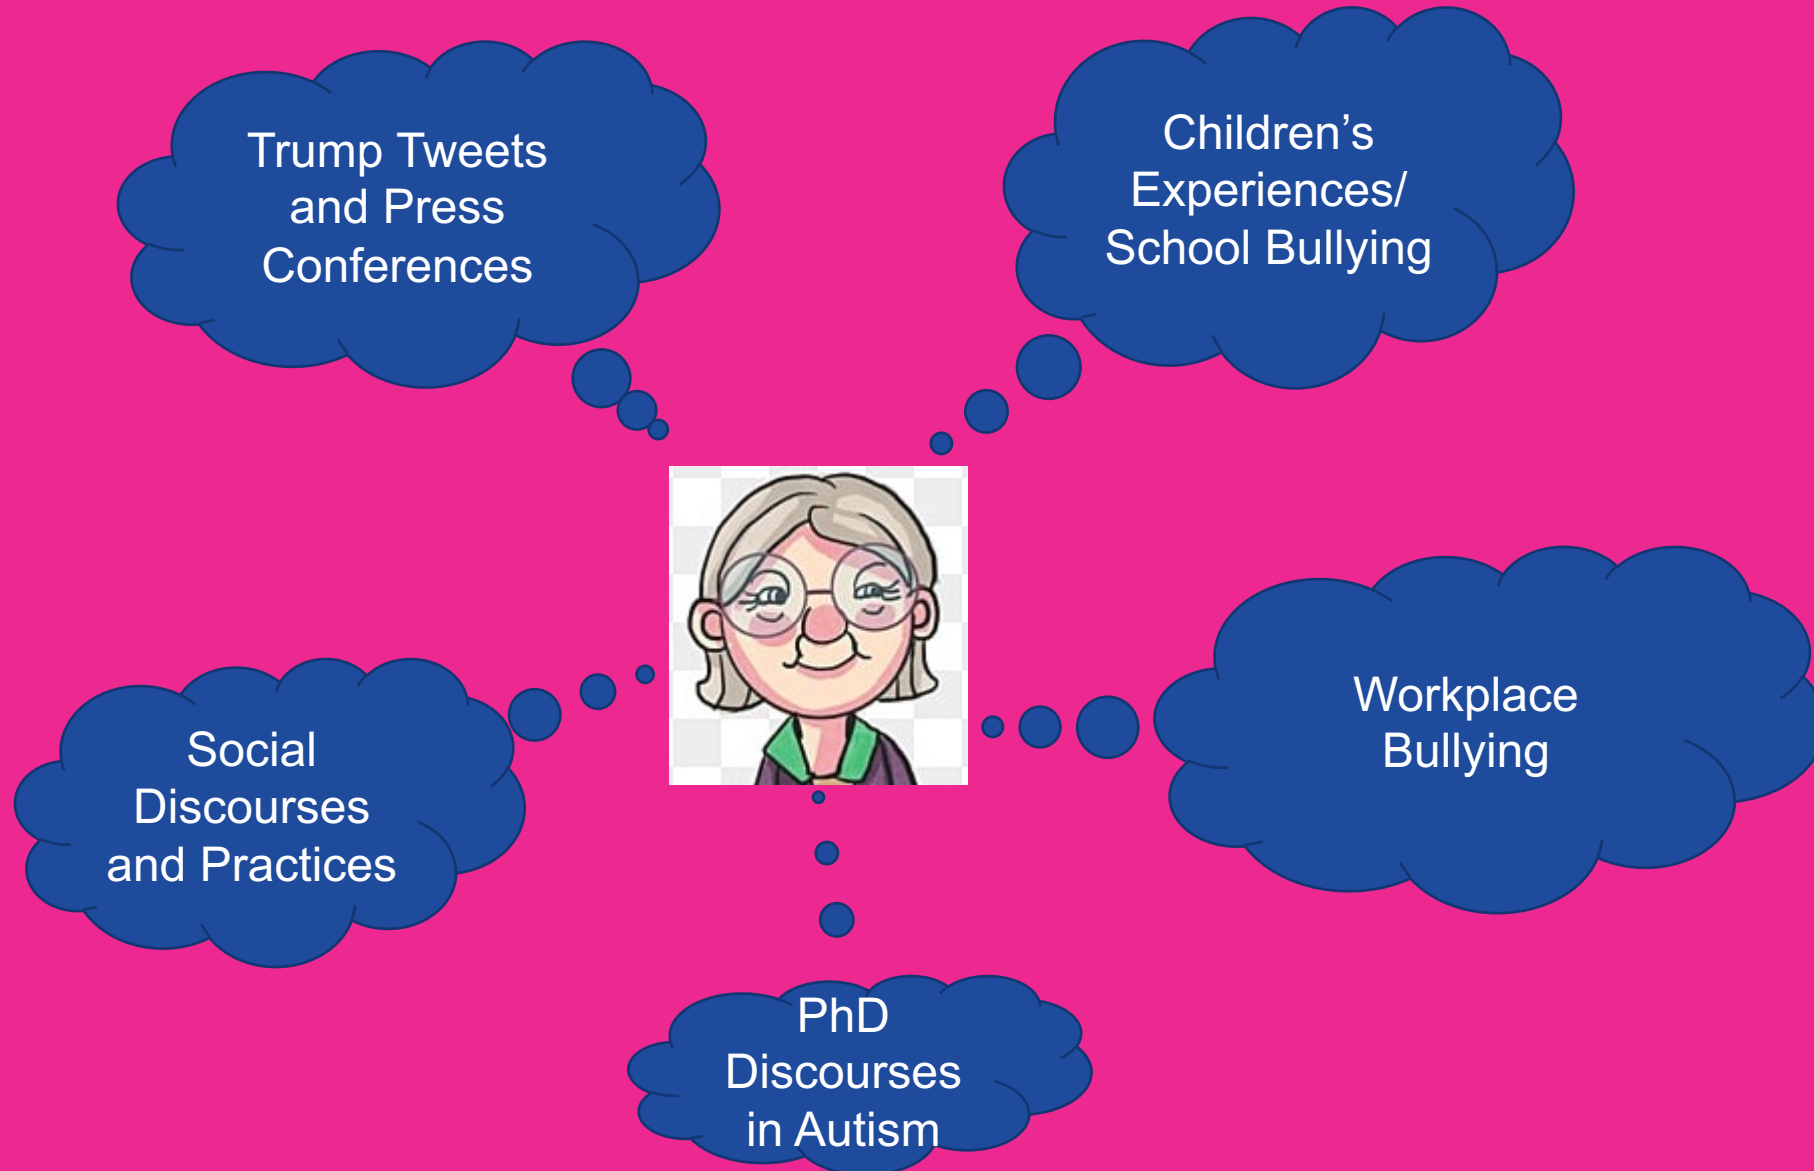 Trump Tweets
and Press
Conferences
Children’s
Experiences/
School Bullying
Social
Discourses
and Practices
Workplace
Bullying
PhD
Discourses
in Autism